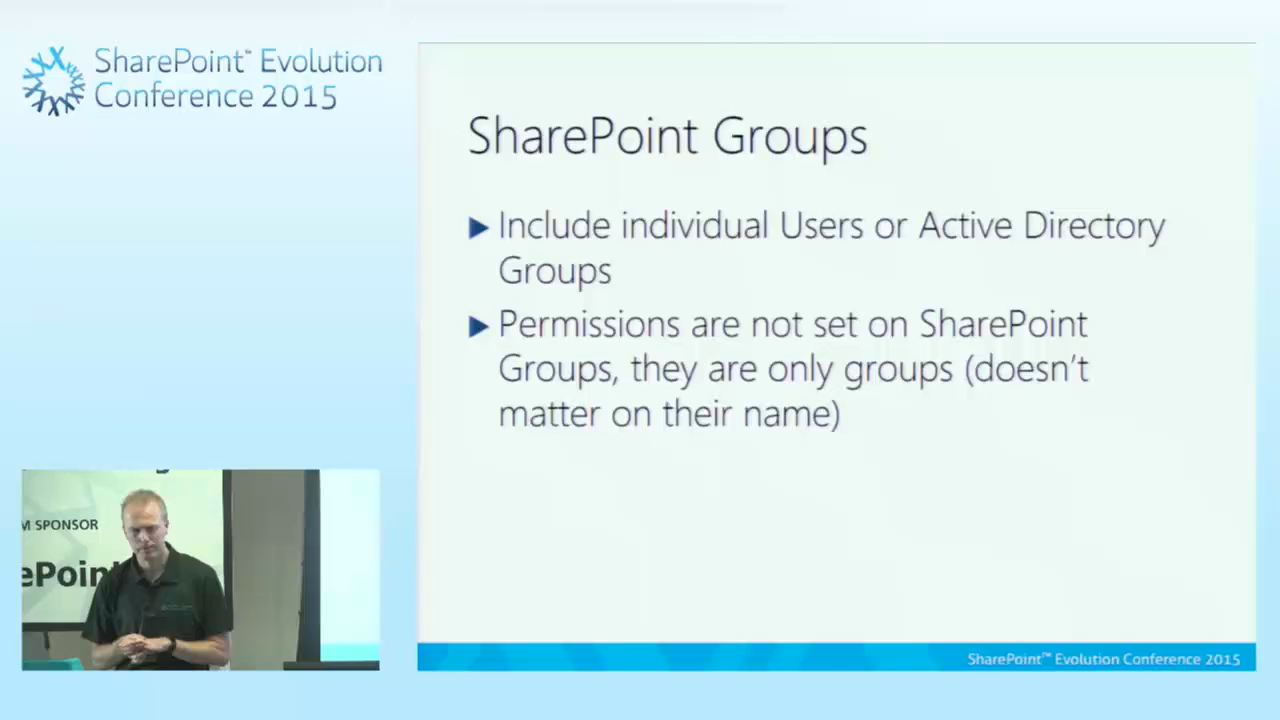 SharePoint™ Evolution
Conference 2015
SharePoint Groups
Include individual Users or Active Directory
Groups
Permissions are not set on SharePoint
Groups, they are only groups (doesn't
matter on their name)
M SPONSOR
ePoin
SharePoint™ Evolution Conference 2015